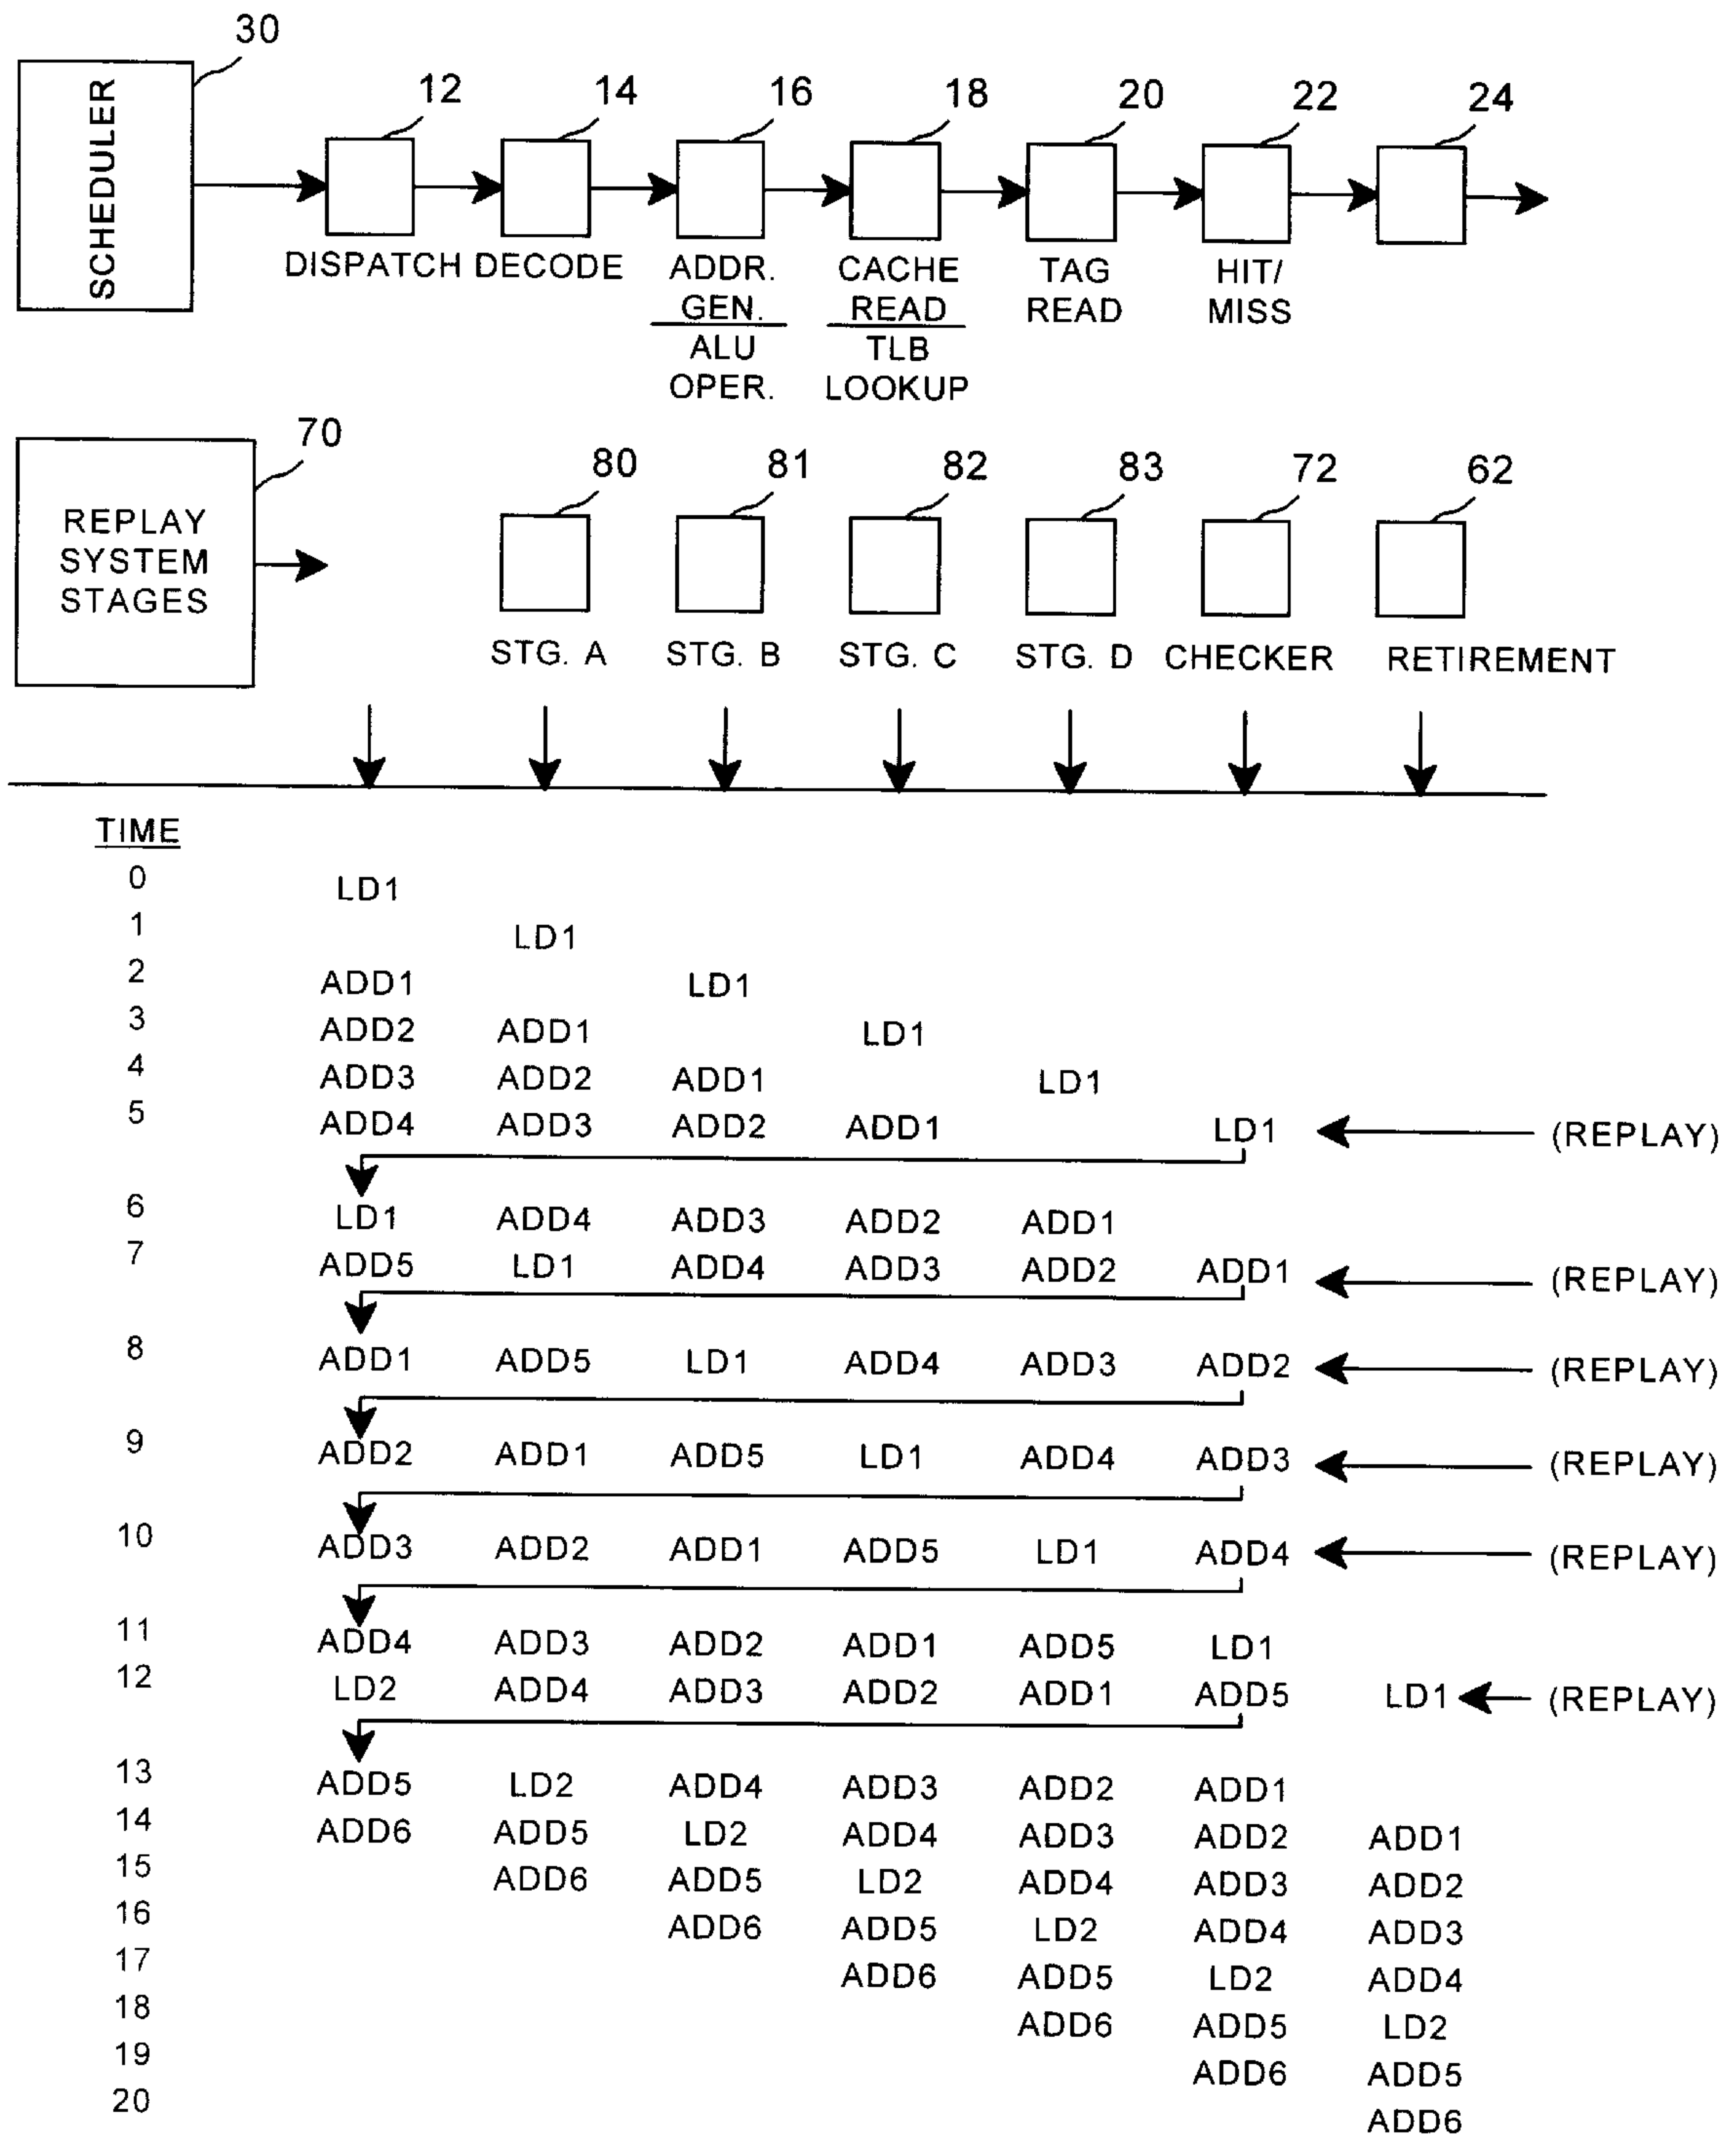 30
SCHEDULER
12 14 16 18 20 22 24
DISPATCH DECODE ADDR. GEN. CACHE READ TAG READ HIT/ MISS
ALU OPER. TLB LOOKUP
70
REPLAY SYSTEM STAGES
80 81 82 83 72 62
STG. A STG. B STG. C STG. D CHECKER RETIREMENT
TIME
0 LD1
1 LD1
2 ADD1 LD1
3 ADD2 ADD1 LD1
4 ADD3 ADD2 ADD1 LD1
5 ADD4 ADD3 ADD2 ADD1 LD1 (REPLAY)
6 LD1 ADD4 ADD3 ADD2 ADD1
7 ADD5 LD1 ADD4 ADD3 ADD2 ADD1 (REPLAY)
8 ADD1 ADD5 LD1 ADD4 ADD3 ADD2 (REPLAY)
9 ADD2 ADD1 ADD5 LD1 ADD4 ADD3 (REPLAY)
10 ADD3 ADD2 ADD1 ADD5 LD1 ADD4 (REPLAY)
11 ADD4 ADD3 ADD2 ADD1 ADD5 LD1
12 LD2 ADD4 ADD3 ADD2 ADD1 ADD5 LD1 (REPLAY)
13 ADD5 LD2 ADD4 ADD3 ADD2 ADD1
14 ADD6 ADD5 LD2 ADD4 ADD3 ADD2 ADD1
15 ADD6 ADD5 LD2 ADD4 ADD3 ADD2
16 ADD6 ADD5 LD2 ADD4 ADD3
17 ADD6 ADD5 LD2 ADD4
18 ADD6 ADD5 LD2
19 ADD6 ADD5
20 ADD6